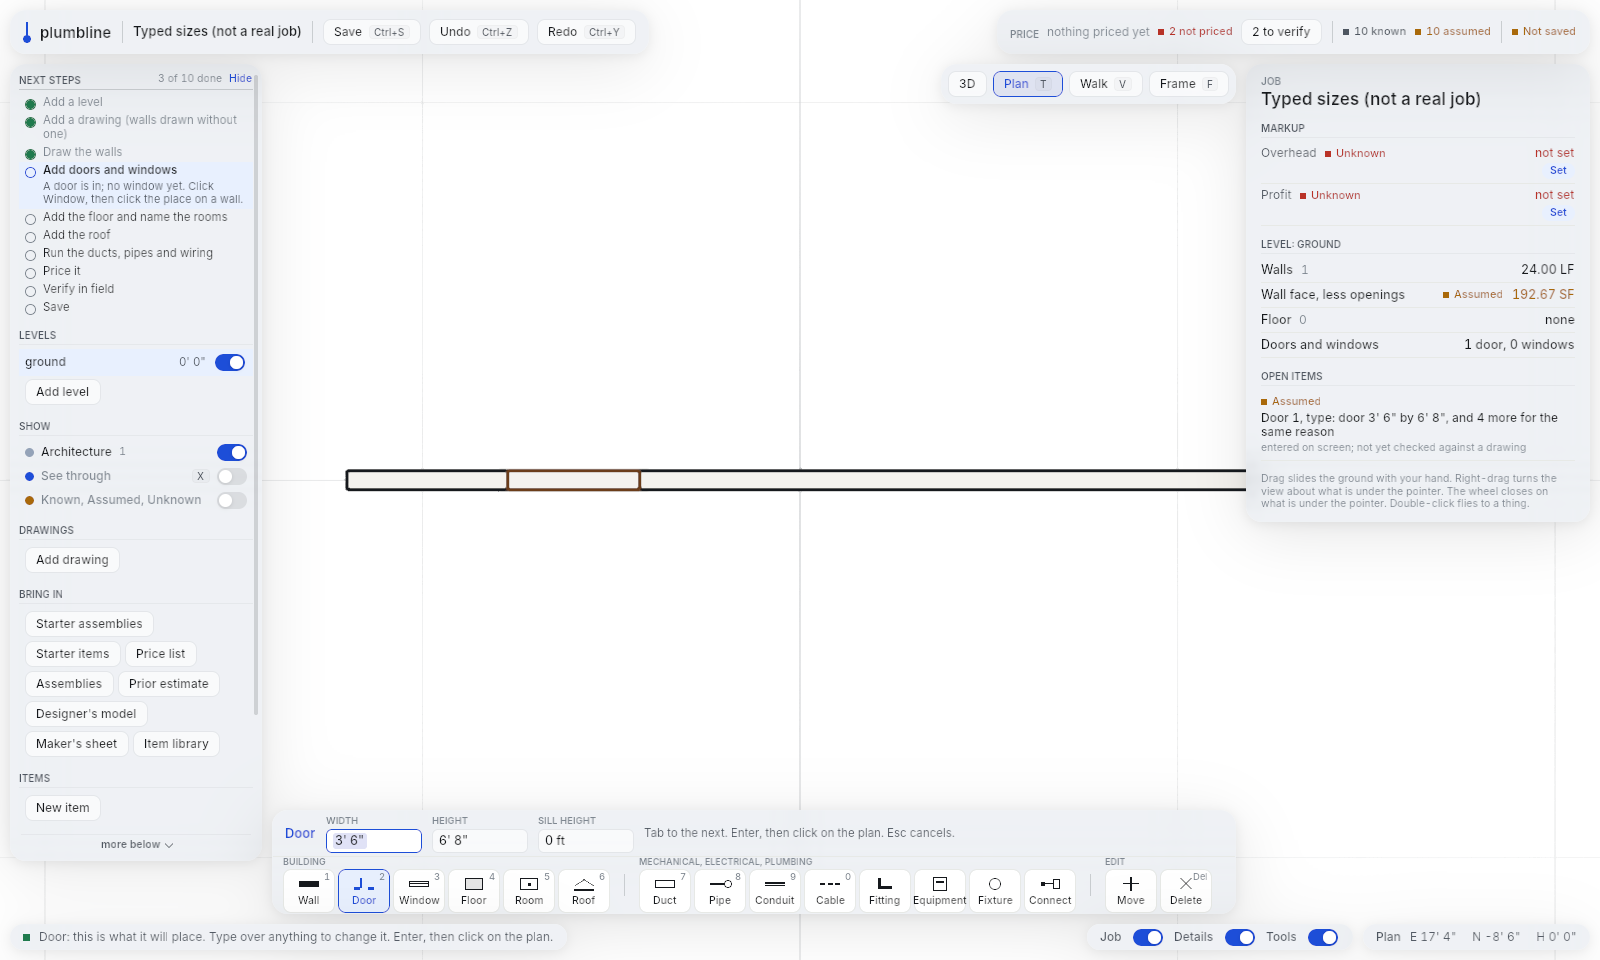 plumbline
Typed sizes (not a real job)
Save Ctrl+S
Undo Ctrl+Z
Redo Ctrl+Y
PRICE nothing priced yet 2 not priced 2 to verify 10 known 10 assumed Not saved
3D
Plan T
Walk V
Frame F
NEXT STEPS 3 of 10 done Hide
Add a level
Add a drawing (walls drawn without
one)
Draw the walls
Add doors and windows
A door is in; no window yet. Click
Window, then click the place on a wall.
Add the floor and name the rooms
Add the roof
Run the ducts, pipes and wiring
Price it
Verify in field
Save
LEVELS
ground 0' 0"
Add level
SHOW
Architecture 1
See through X
Known, Assumed, Unknown
DRAWINGS
Add drawing
BRING IN
Starter assemblies
Starter items Price list
Assemblies Prior estimate
Designer's model
Maker's sheet Item library
ITEMS
New item
more below
JOB
Typed sizes (not a real job)
MARKUP
Overhead Unknown not set
Set
Profit Unknown not set
Set
LEVEL: GROUND
Walls 1 24.00 LF
Wall face, less openings Assumed 192.67 SF
Floor 0 none
Doors and windows 1 door, 0 windows
OPEN ITEMS
Assumed
Door 1, type: door 3' 6" by 6' 8", and 4 more for the
same reason
entered on screen; not yet checked against a drawing
Drag slides the ground with your hand. Right-drag turns the
view about what is under the pointer. The wheel closes on
what is under the pointer. Double-click flies to a thing.
WIDTH HEIGHT SILL HEIGHT
Door 3' 6" 6' 8" 0 ft Tab to the next. Enter, then click on the plan. Esc cancels.
BUILDING MECHANICAL, ELECTRICAL, PLUMBING EDIT
1 2 3 4 5 6 7 8 9 0 Del
Wall Door Window Floor Room Roof Duct Pipe Conduit Cable Fitting Equipment Fixture Connect Move Delete
Door: this is what it will place. Type over anything to change it. Enter, then click on the plan.
Job Details Tools
Plan E 17' 4" N -8' 6" H 0' 0"